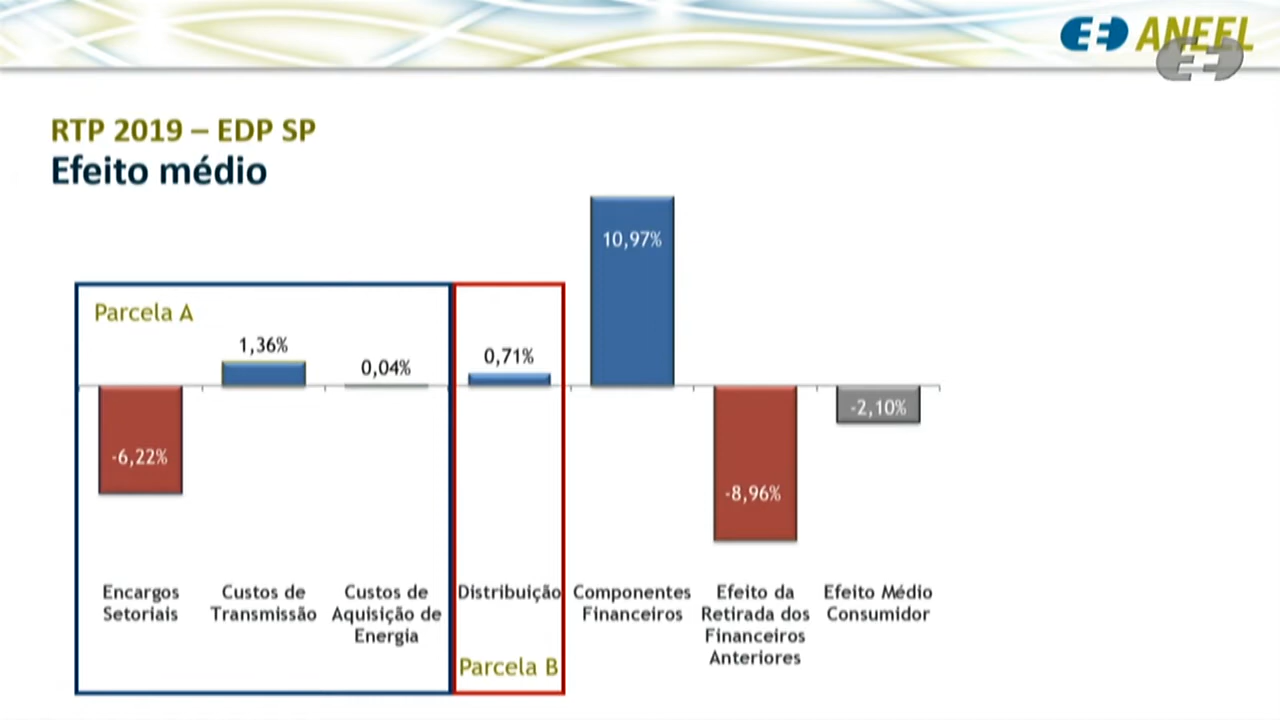 ANEEL
RTP 2019 – EDP SP
Efeito médio
10,97%
Parcela A
1,36%
0,04%
0,71%
-2,10%
-6,22%
-8,96%
Encargos
Setoriais
Custos de
Transmissão
Custos de
Aquisição de
Energia
Distribuição
Componentes
Financeiros
Efeito da
Retirada dos
Financeiros
Anteriores
Efeito Médio
Consumidor
Parcela B